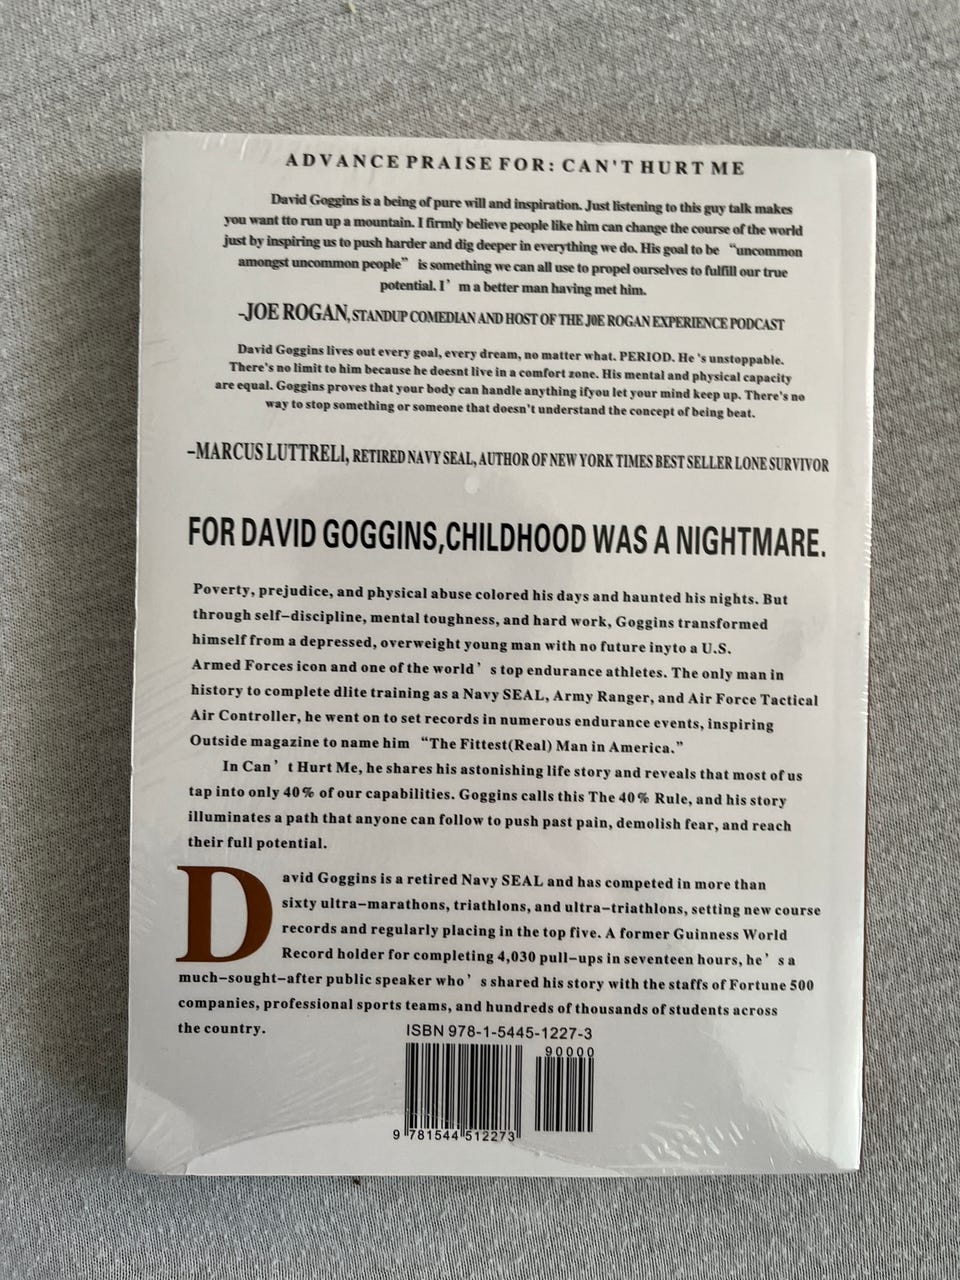 ADVANCE PRAISE FOR: CAN'T HURT ME
David Goggins is a being of pure will and inspiration. Just listening to this guy talk makes
you want tto run up a mountain. I firmly believe people like him can change the course of the world
just by inspiring us to push harder and dig deeper in everything we do. His goal to be “uncommon
amongst uncommon people” is something we can all use to propel ourselves to fulfill our true
potential. I’m a better man having met him.
–JOE ROGAN, STANDUP COMEDIAN AND HOST OF THE J0E ROGAN EXPERIENCE PODCAST
David Goggins lives out every goal, every dream, no matter what. PERIOD. He 's unstoppable.
There's no limit to him because he doesnt live in a comfort zone. His mental and physical capacity
are equal. Goggins proves that your body can handle anything ifyou let your mind keep up. There's no
way to stop something or someone that doesn't understand the concept of being beat.
–MARCUS LUTTRELl, RETIRED NAVY SEAL, AUTHOR OF NEW YORK TIMES BEST SELLER LONE SURVIVOR
FOR DAVID GOGGINS,CHILDHOOD WAS A NIGHTMARE.
Poverty, prejudice, and physical abuse colored his days and haunted his nights. But
through self–discipline, mental toughness, and hard work, Goggins transformed
himself from a depressed, overweight young man with no future inyto a U.S.
Armed Forces icon and one of the world’s top endurance athletes. The only man in
history to complete dlite training as a Navy SEAL, Army Ranger, and Air Force Tactical
Air Controller, he went on to set records in numerous endurance events, inspiring
Outside magazine to name him “The Fittest(Real) Man in America.”
In Can’t Hurt Me, he shares his astonishing life story and reveals that most of us
tap into only 40% of our capabilities. Goggins calls this The 40% Rule, and his story
illuminates a path that anyone can follow to push past pain, demolish fear, and reach
their full potential.
David Goggins is a retired Navy SEAL and has competed in more than
sixty ultra–marathons, triathlons, and ultra–triathlons, setting new course
records and regularly placing in the top five. A former Guinness World
Record holder for completing 4,030 pull–ups in seventeen hours, he’s a
much–sought–after public speaker who’s shared his story with the staffs of Fortune 500
companies, professional sports teams, and hundreds of thousands of students across
the country.
ISBN 978-1-5445-1227-3
90000
9 781544 512273